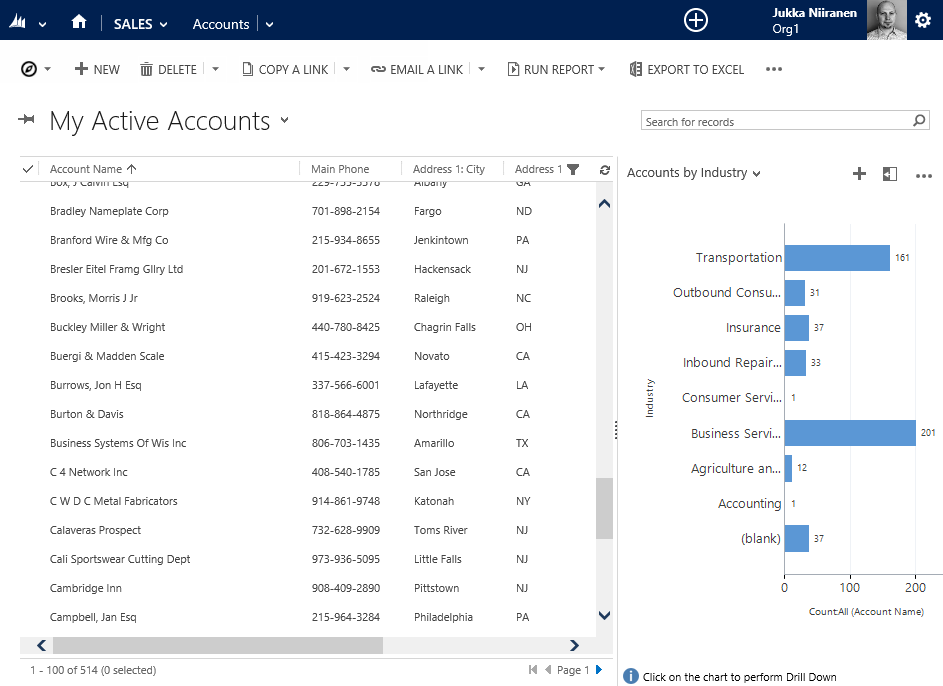 SALES Accounts Jukka Niiranen
Org1
NEW DELETE COPY A LINK EMAIL A LINK RUN REPORT EXPORT TO EXCEL
My Active Accounts
Search for records
Account Name Main Phone Address 1: City Address 1
Box, J Calvin Esq 229-735-3378 Albany GA
Bradley Nameplate Corp 701-898-2154 Fargo ND
Branford Wire & Mfg Co 215-934-8655 Jenkintown PA
Bresler Eitel Framg Gllry Ltd 201-672-1553 Hackensack NJ
Brooks, Morris J Jr 919-623-2524 Raleigh NC
Buckley Miller & Wright 440-780-8425 Chagrin Falls OH
Buergi & Madden Scale 415-423-3294 Novato CA
Burrows, Jon H Esq 337-566-6001 Lafayette LA
Burton & Davis 818-864-4875 Northridge CA
Business Systems Of Wis Inc 806-703-1435 Amarillo TX
C 4 Network Inc 408-540-1785 San Jose CA
C W D C Metal Fabricators 914-861-9748 Katonah NY
Calaveras Prospect 732-628-9909 Toms River NJ
Cali Sportswear Cutting Dept 973-936-5095 Little Falls NJ
Cambridge Inn 908-409-2890 Pittstown NJ
Campbell, Jan Esq 215-964-3284 Philadelphia PA
1 - 100 of 514 (0 selected) Page 1
Accounts by Industry
Industry
Transportation 161
Outbound Consu... 31
Insurance 37
Inbound Repair... 33
Consumer Servi... 1
Business Servi... 201
Agriculture an... 12
Accounting 1
(blank) 37
0 100 200
Count:All (Account Name)
Click on the chart to perform Drill Down